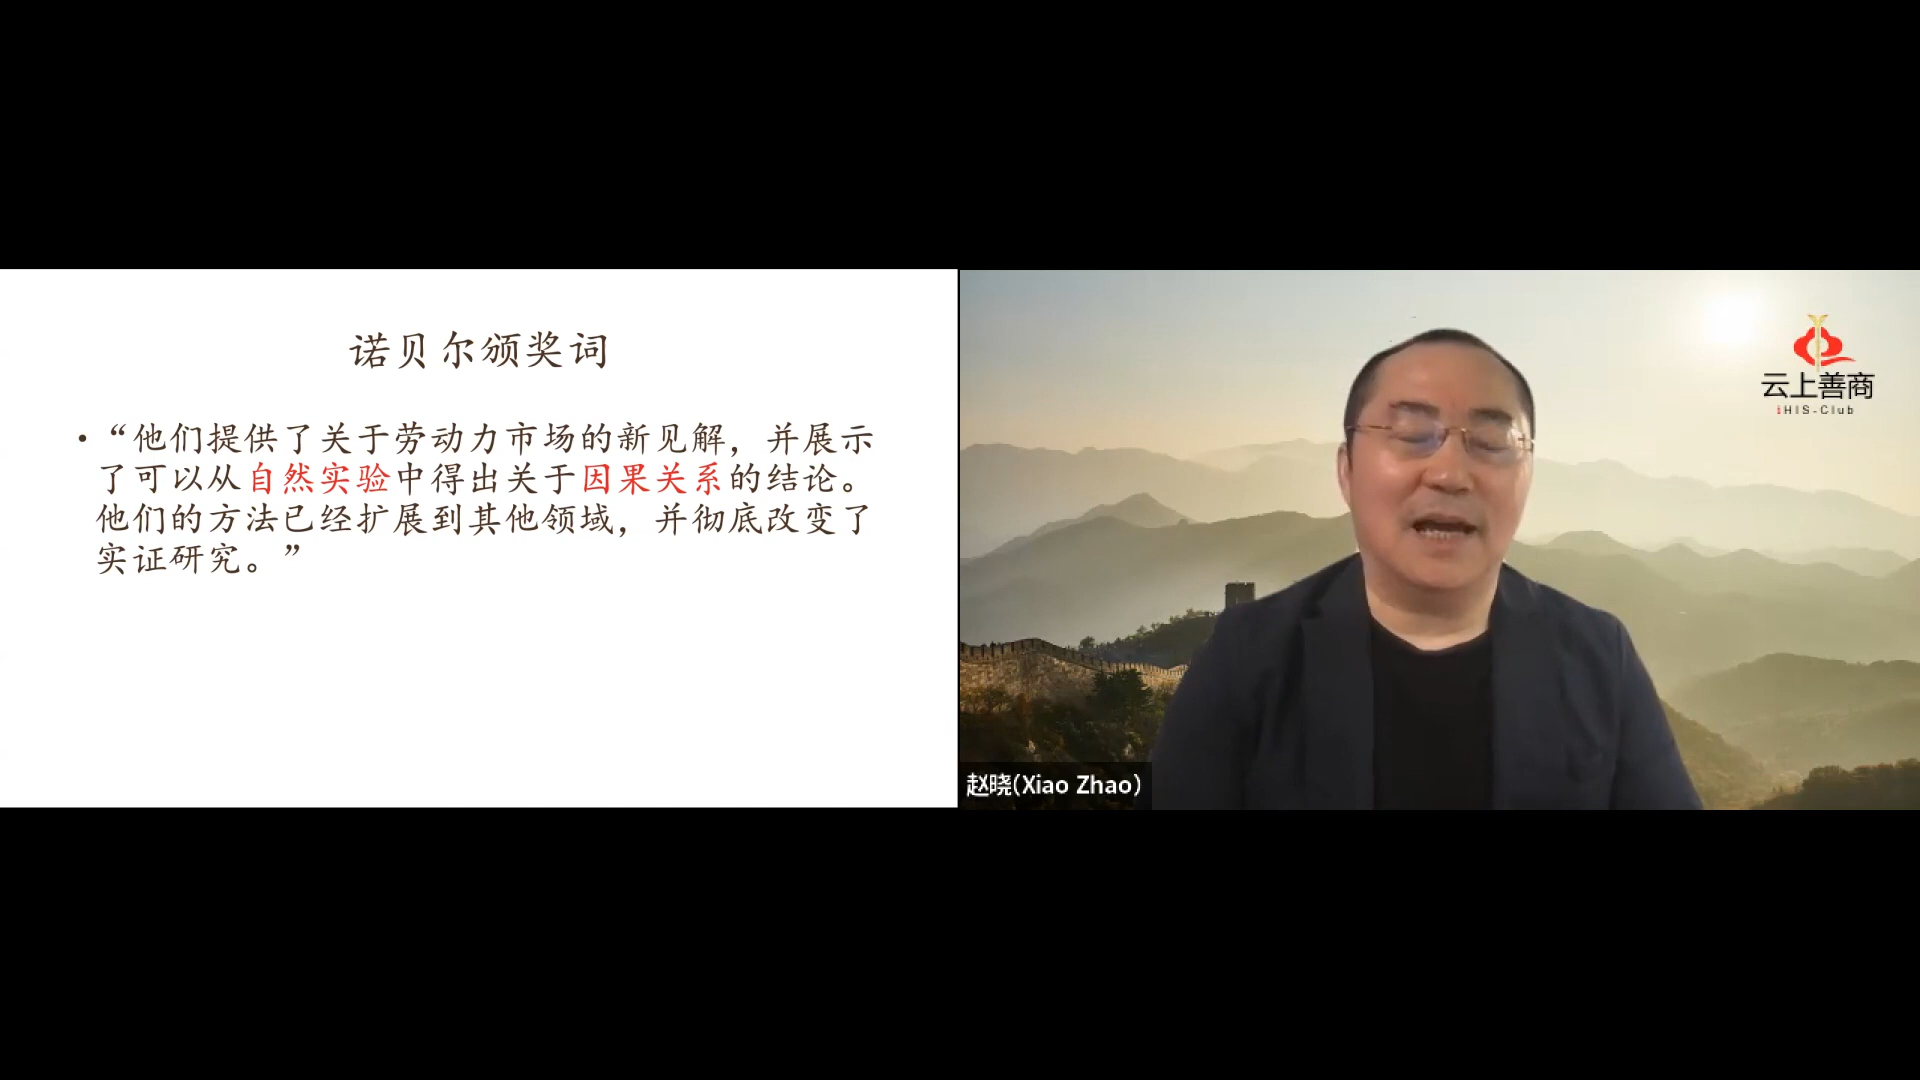 诺贝尔颁奖词
• “他们提供了关于劳动力市场的新见解，并展示
了可以从自然实验中得出关于因果关系的结论。
他们的方法已经扩展到其他领域，并彻底改变了
实证研究。”
云上善商
iHIS-Club
赵晓(Xiao Zhao)